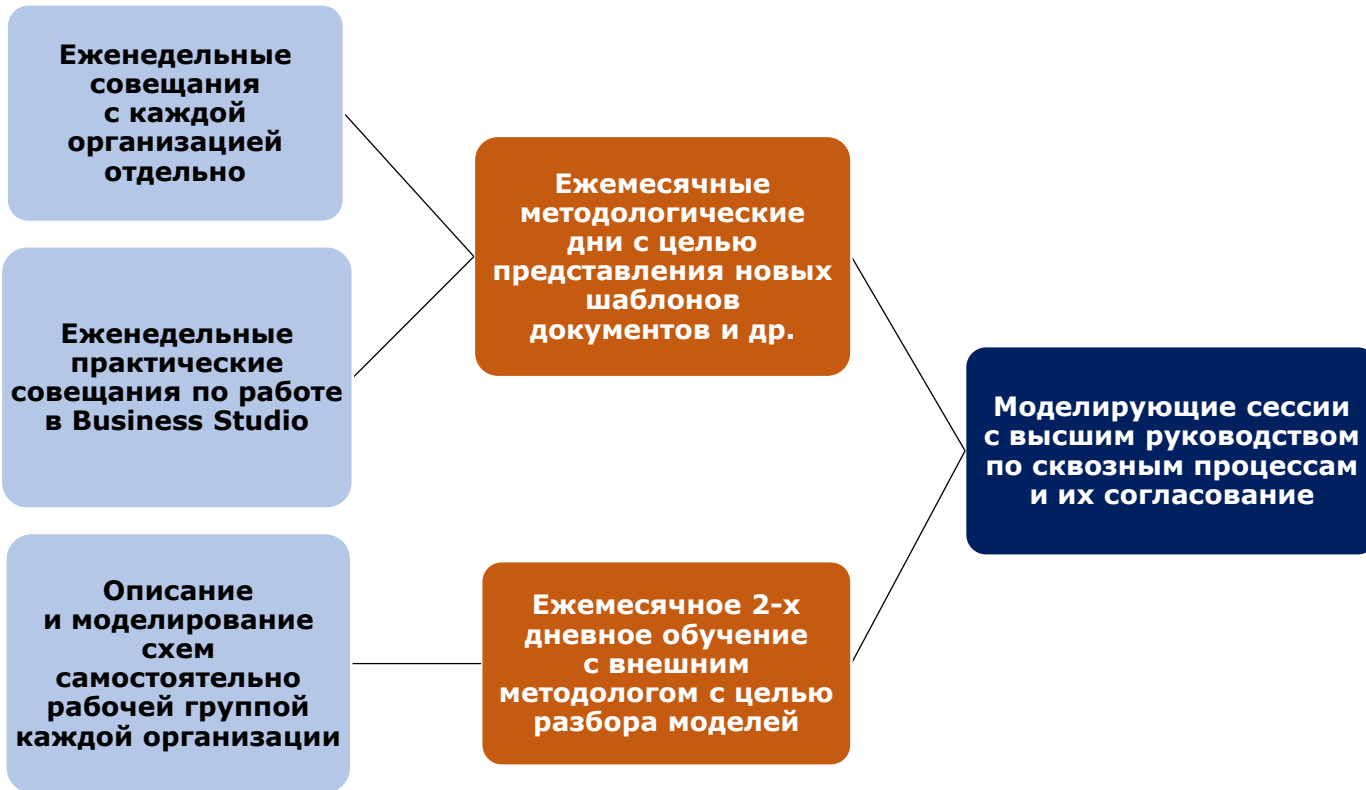 Еженедельные
совещания
с каждой
организацией
отдельно
Еженедельные
практические
совещания по работе
в Business Studio
Описание
и моделирование
схем
самостоятельно
рабочей группой
каждой организации
Ежемесячные
методологические
дни с целью
представления новых
шаблонов
документов и др.
Ежемесячное 2-х
дневное обучение
с внешним
методологом с целью
разбора моделей
Моделирующие сессии
с высшим руководством
по сквозным процессам
и их согласование